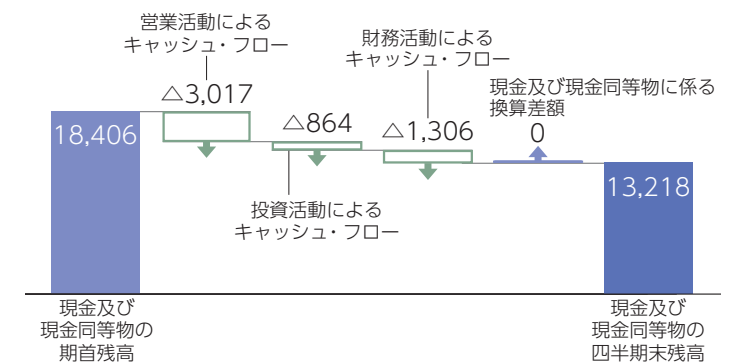 営業活動による
キャッシュ・フロー
△3,017
18,406
△864
投資活動による
キャッシュ・フロー
財務活動による
キャッシュ・フロー
△1,306
現金及び現金同等物に係る
換算差額
0
13,218
現金及び
現金同等物の
期首残高
現金及び
現金同等物の
四半期末残高